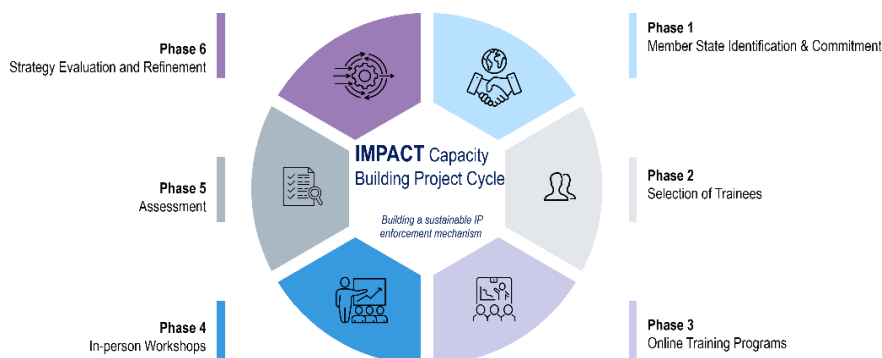 Phase 6
Strategy Evaluation and Refinement
Phase 1
Member State Identification & Commitment
IMPACT Capacity
Building Project Cycle
Building a sustainable IP
enforcement mechanism
Phase 5
Assessment
Phase 2
Selection of Trainees
Phase 4
In-person Workshops
Phase 3
Online Training Programs